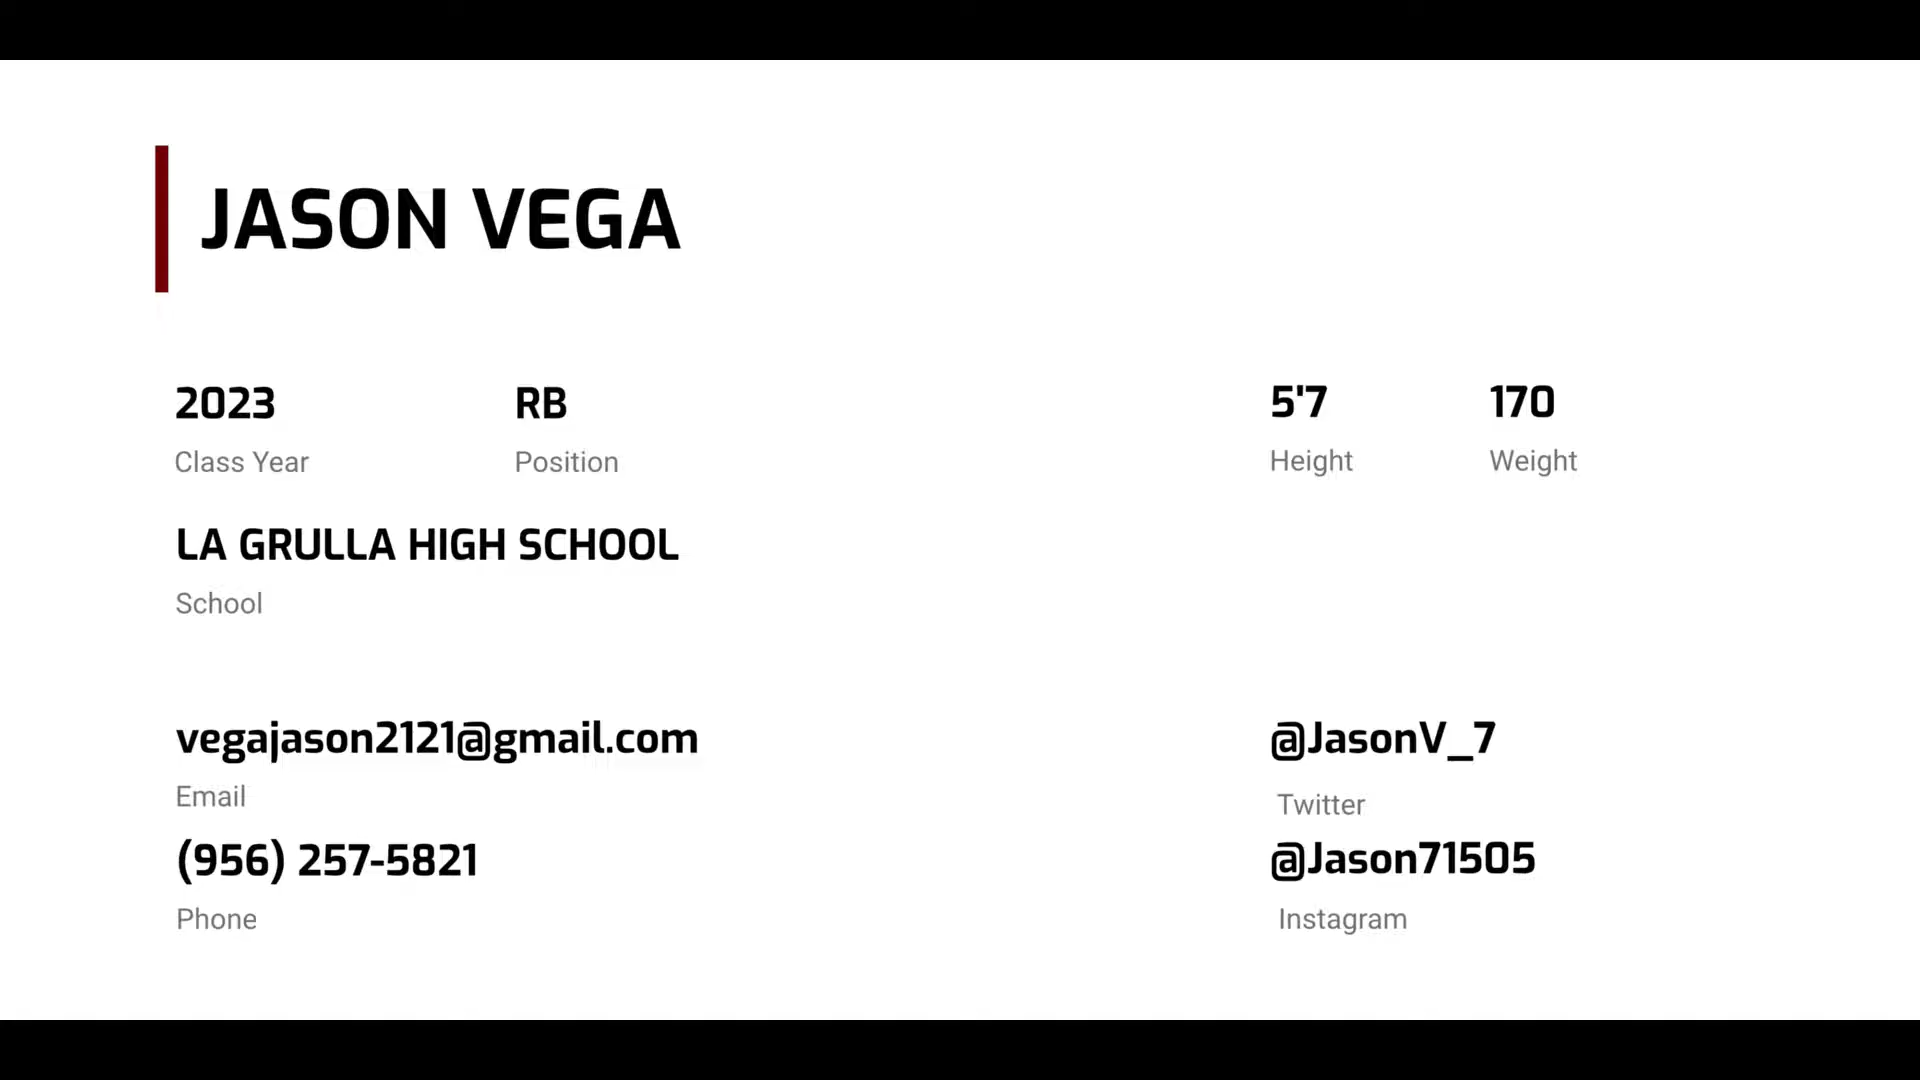 JASON VEGA
2023 RB 5'7 170
Class Year Position Height Weight
LA GRULLA HIGH SCHOOL
School
vegajason2121@gmail.com @JasonV_7
Email Twitter
(956) 257-5821 @Jason71505
Phone Instagram